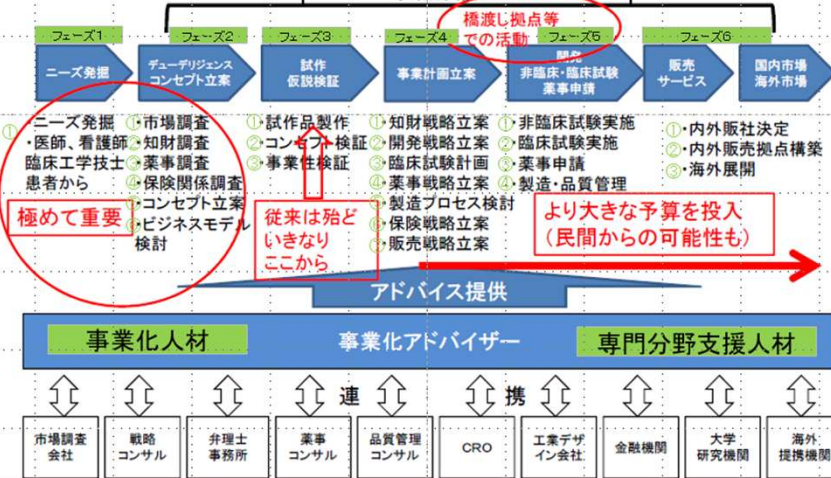 橋渡し拠点等
での活動
フェーズ1
フェーズ2
フェーズ3
フェーズ4
フェーズ5
フェーズ6
ニーズ発掘
デューデリジェンス
コンセプト立案
試作
仮説検証
事業計画立案
開発
非臨床・臨床試験
薬事申請
販売
サービス
国内市場
海外市場
①・ニーズ発掘
・医師、看護師
臨床工学技士
患者から
極めて重要
①・市場調査
②・知財調査
③・薬事調査
④・保険関係調査
⑤・コンセプト立案
⑥・ビジネスモデル
検討
①・試作品製作
②・コンセプト検証
③・事業性検証
従来は殆ど
いきなり
ここから
①・知財戦略立案
②・開発戦略立案
③・臨床試験計画
④・薬事戦略立案
⑤・製造プロセス検討
⑥・保険戦略立案
⑦・販売戦略立案
①・非臨床試験実施
②・臨床試験実施
③・薬事申請
④・製造・品質管理
①・内外販社決定
②・内外販売拠点構築
③・海外展開
より大きな予算を投入
（民間からの可能性も）
アドバイス提供
事業化人材
事業化アドバイザー
専門分野支援人材
連
携
市場調査
会社
戦略
コンサル
弁理士
事務所
薬事
コンサル
品質管理
コンサル
CRO
工業デザ
イン会社
金融機関
大学
研究機関
海外
提携機関